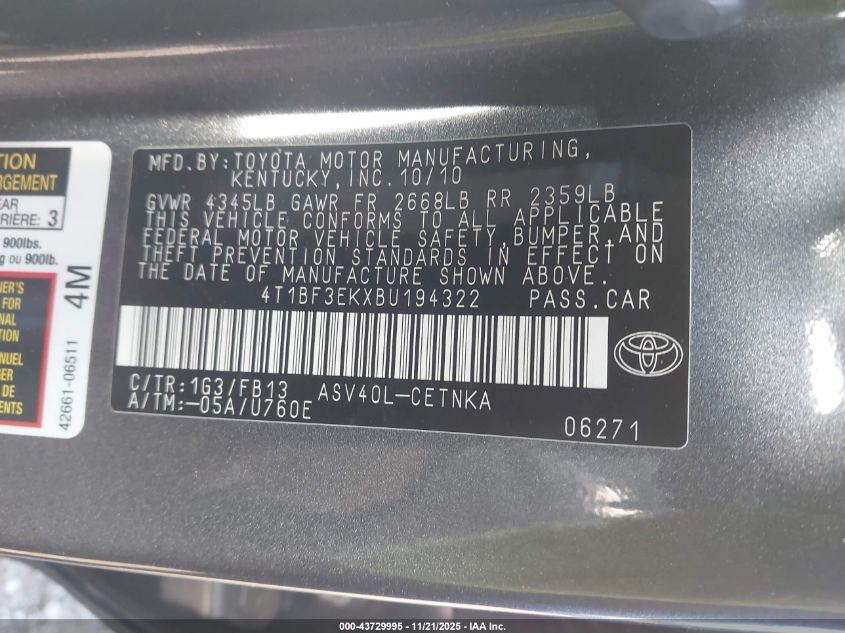 MFD.BY:TOYOTA MOTOR MANUFACTURING,
KENTUCKY, INC. 10/10
GVWR 4345LB GAWR FR 2668LB RR 2359LB
THIS VEHICLE CONFORMS TO ALL APPLICABLE
FEDERAL MOTOR VEHICLE SAFETY,BUMPER,AND
THEFT PREVENTION STANDARDS IN EFFECT ON
THE DATE OF MANUFACTURE SHOWN ABOVE.
4T1BF3EKXBU194322 PASS.CAR
C/TR:1G3/FB13 ASV40L-CETNKA
A/TM:-05A/U760E
06271
TION
RGEMENT
EAR
RRIÈRE: 3
900lbs.
g ou 900lb.
4M
42661-06511
NER'S
FOR
NAL
TION
NUEL
DE
ENTS.
000-43729995 - 11/21/2025 - IAA Inc.